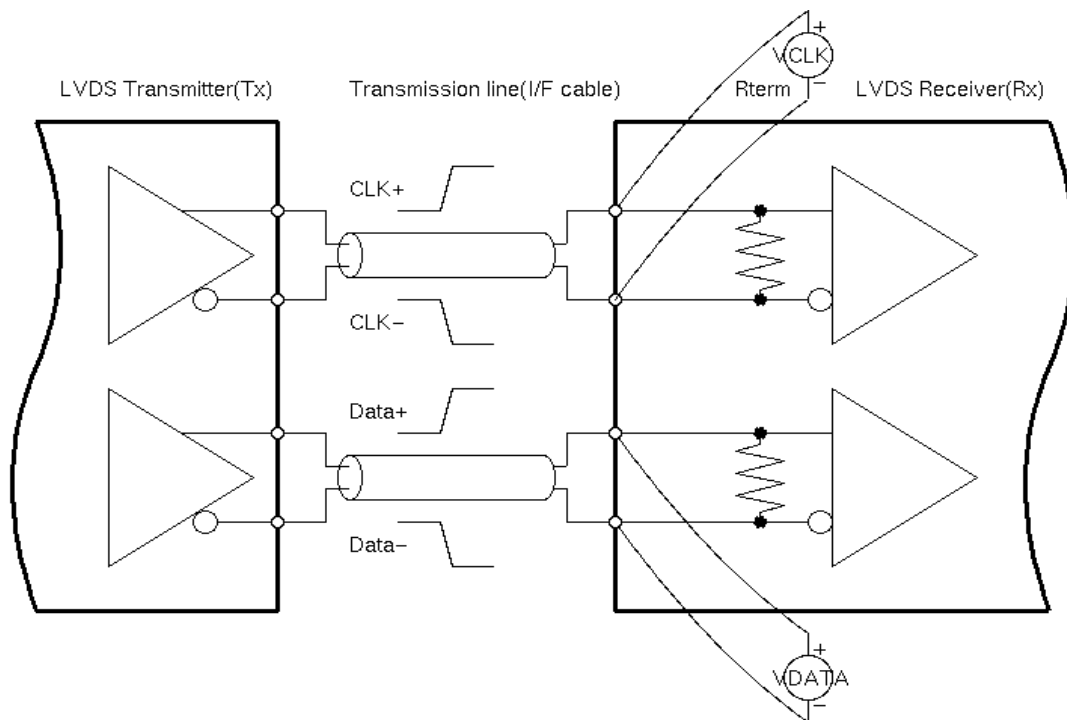 +
VCLK
−
LVDS Transmitter(Tx)
Transmission line(I/F cable)
Rterm
LVDS Receiver(Rx)
CLK+
CLK−
Data+
Data−
+
VDATA
−